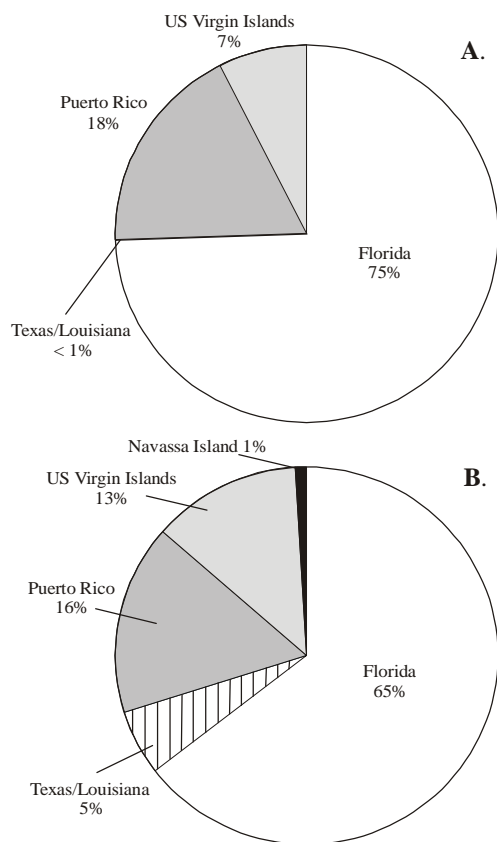 US Virgin Islands
7%
A.
Puerto Rico
18%
Florida
75%
Texas/Louisiana
< 1%
Navassa Island 1%
US Virgin Islands
13%
B.
Puerto Rico
16%
Florida
65%
Texas/Louisiana
5%